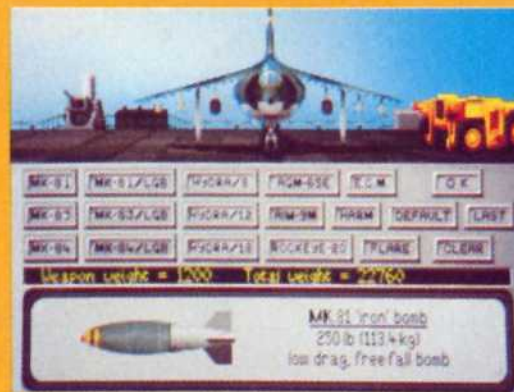 MK-81 MK-81/LGB HYDRA/8 AGM-65E E.C.M. O.K
MK-83 MK-83/LGB HYDRA/12 AIM-9M HARM DEFAULT LAST
MK-84 MK-84/LGB HYDRA/18 ROCKEYE-20 FLARE CLEAR
Weapon weight = 1200 Total weight = 22760
MK 81 'iron' bomb
250 lb (113.4 kg)
low drag, free fall bomb